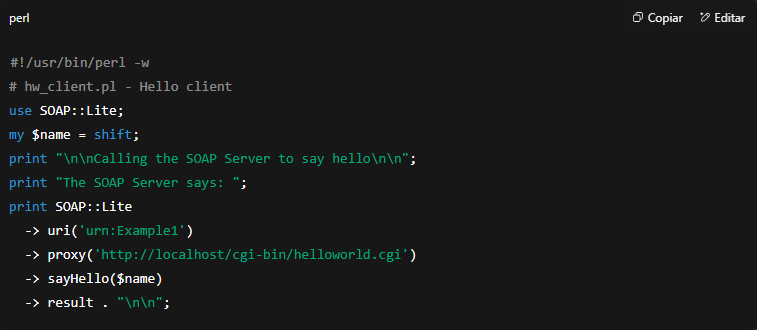 perl
Copiar
Editar
#!/usr/bin/perl -w
# hw_client.pl - Hello client
use SOAP::Lite;
my $name = shift;
print "\n\nCalling the SOAP Server to say hello\n\n";
print "The SOAP Server says: ";
print SOAP::Lite
  -> uri('urn:Example1')
  -> proxy('http://localhost/cgi-bin/helloworld.cgi')
  -> sayHello($name)
  -> result . "\n\n";